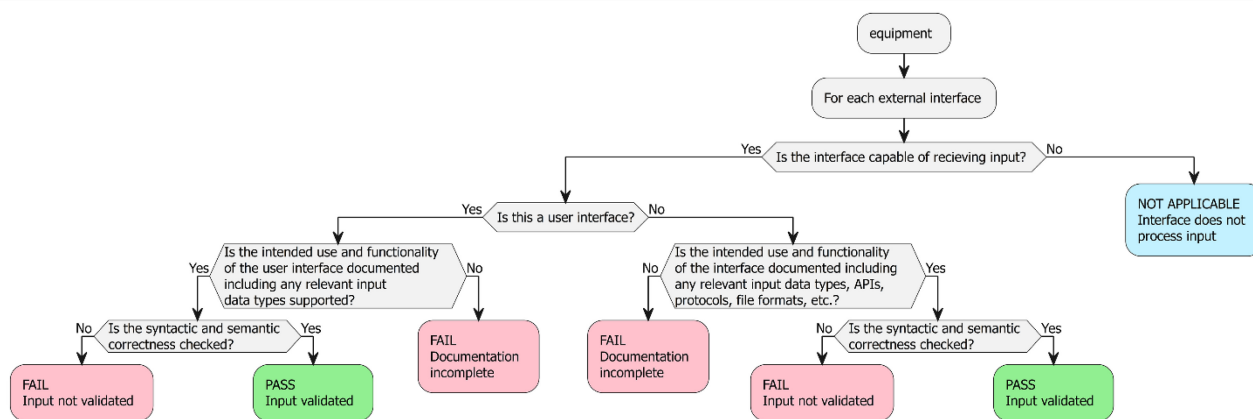 equipment
For each external interface
Yes
Is the interface capable of recieving input?
No
NOT APPLICABLE
Interface does not
process input
Yes
Is this a user interface?
No
Yes
Is the intended use and functionality
of the user interface documented
including any relevant input
data types supported?
No
No
Is the intended use and functionality
of the interface documented including
any relevant input data types, APIs,
protocols, file formats, etc.?
Yes
No
Is the syntactic and semantic
correctness checked?
Yes
FAIL
Documentation
incomplete
FAIL
Documentation
incomplete
No
Is the syntactic and semantic
correctness checked?
Yes
FAIL
Input not validated
PASS
Input validated
FAIL
Input not validated
PASS
Input validated